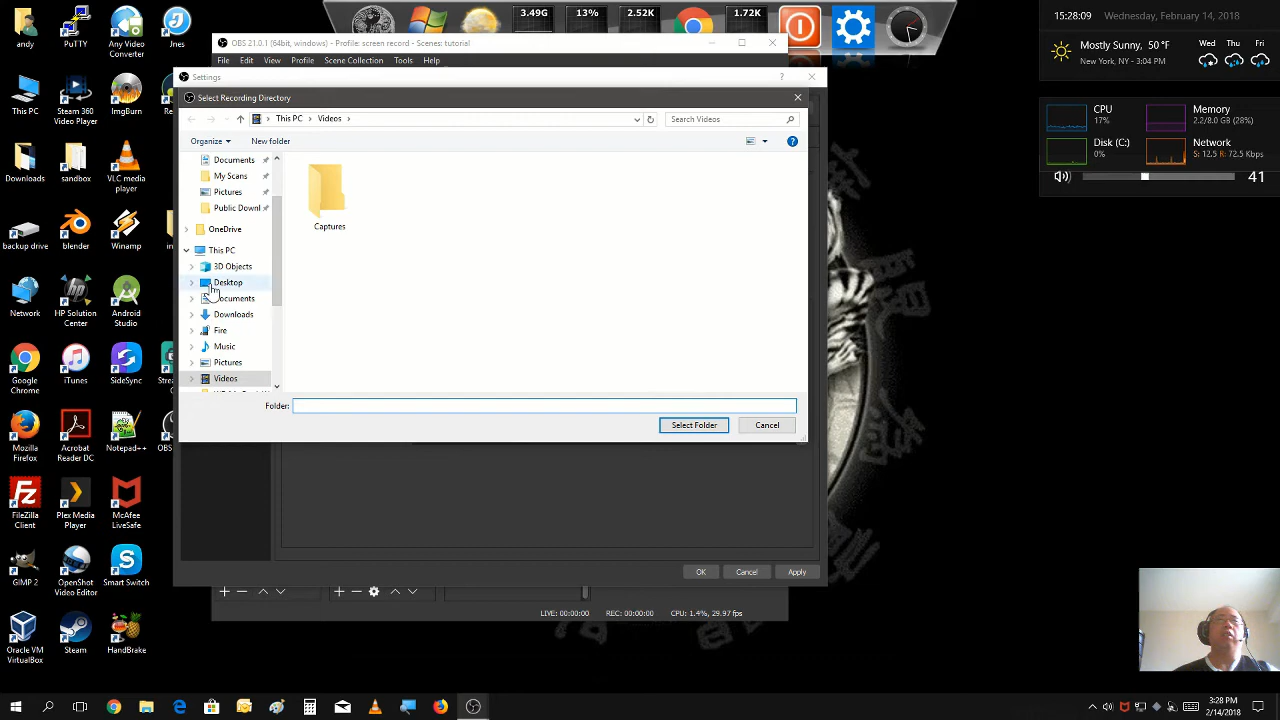 3.49G
13%
2.52K
1.72K
15:28:09
day, February 14, 201
OBS 21.0.1 (64bit, windows) - Profile: screen record - Scenes: tutorial
File Edit View Profile Scene Collection Tools Help
Settings
Select Recording Directory
This PC > Videos >
Search Videos
Organize
New folder
Documents
My Scans
Pictures
Public Downl
OneDrive
This PC
3D Objects
Desktop
ocuments
Downloads
Fire
Music
Pictures
Videos
Captures
Folder:
Select Folder
Cancel
OK
Cancel
Apply
LIVE: 00:00:00
REC: 00:00:00
CPU: 1.4%, 29.97 fps
ando
PuTTY
Any Video Converter
Jnes
This PC
Steam 360 Video Player
ImgBurn
Downloads
sandbox
VLC media player
backup drive
blender
Winamp
Network
HP Solution Center
Android Studio
Google Chrome
iTunes
SideSync
Mozilla Firefox
Acrobat Reader DC
Notepad++
OBS
FileZilla Client
Plex Media Player
McAfee LiveSafe
GIMP 2
OpenShot Video Editor
Smart Switch
Oracle VM VirtualBox
Steam
HandBrake
Mostly Sunny, 50° F
New York, NY - 3:04 PM
Wed
Thu
Fri
CPU
17%
Memory
2.2/8.0 GB (28%)
Disk (C:)
0%
Network
S: 12.5 R: 72.5 Kbps
41
3:28 PM
2/14/2018